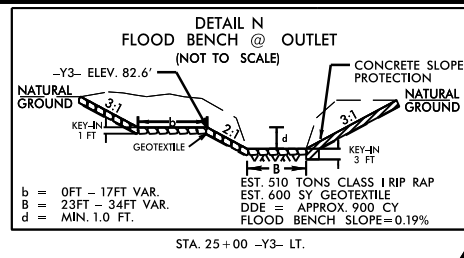 DETAIL N
FLOOD BENCH @ OUTLET
(NOT TO SCALE)
-Y3- ELEV. 82.6'
CONCRETE SLOPE
PROTECTION
NATURAL
GROUND
3:1
b
2:1
d
3:1
NATURAL
GROUND
KEY-IN
1 FT
GEOTEXTILE
KEY-IN
3 FT
B
b = 0FT - 17FT VAR.
B = 23FT - 34FT VAR.
d = MIN. 1.0 FT.
EST. 510 TONS CLASS I RIP RAP
EST. 600 SY GEOTEXTILE
DDE = APPROX. 900 CY
FLOOD BENCH SLOPE=0.19%
STA. 25+00 -Y3- LT.